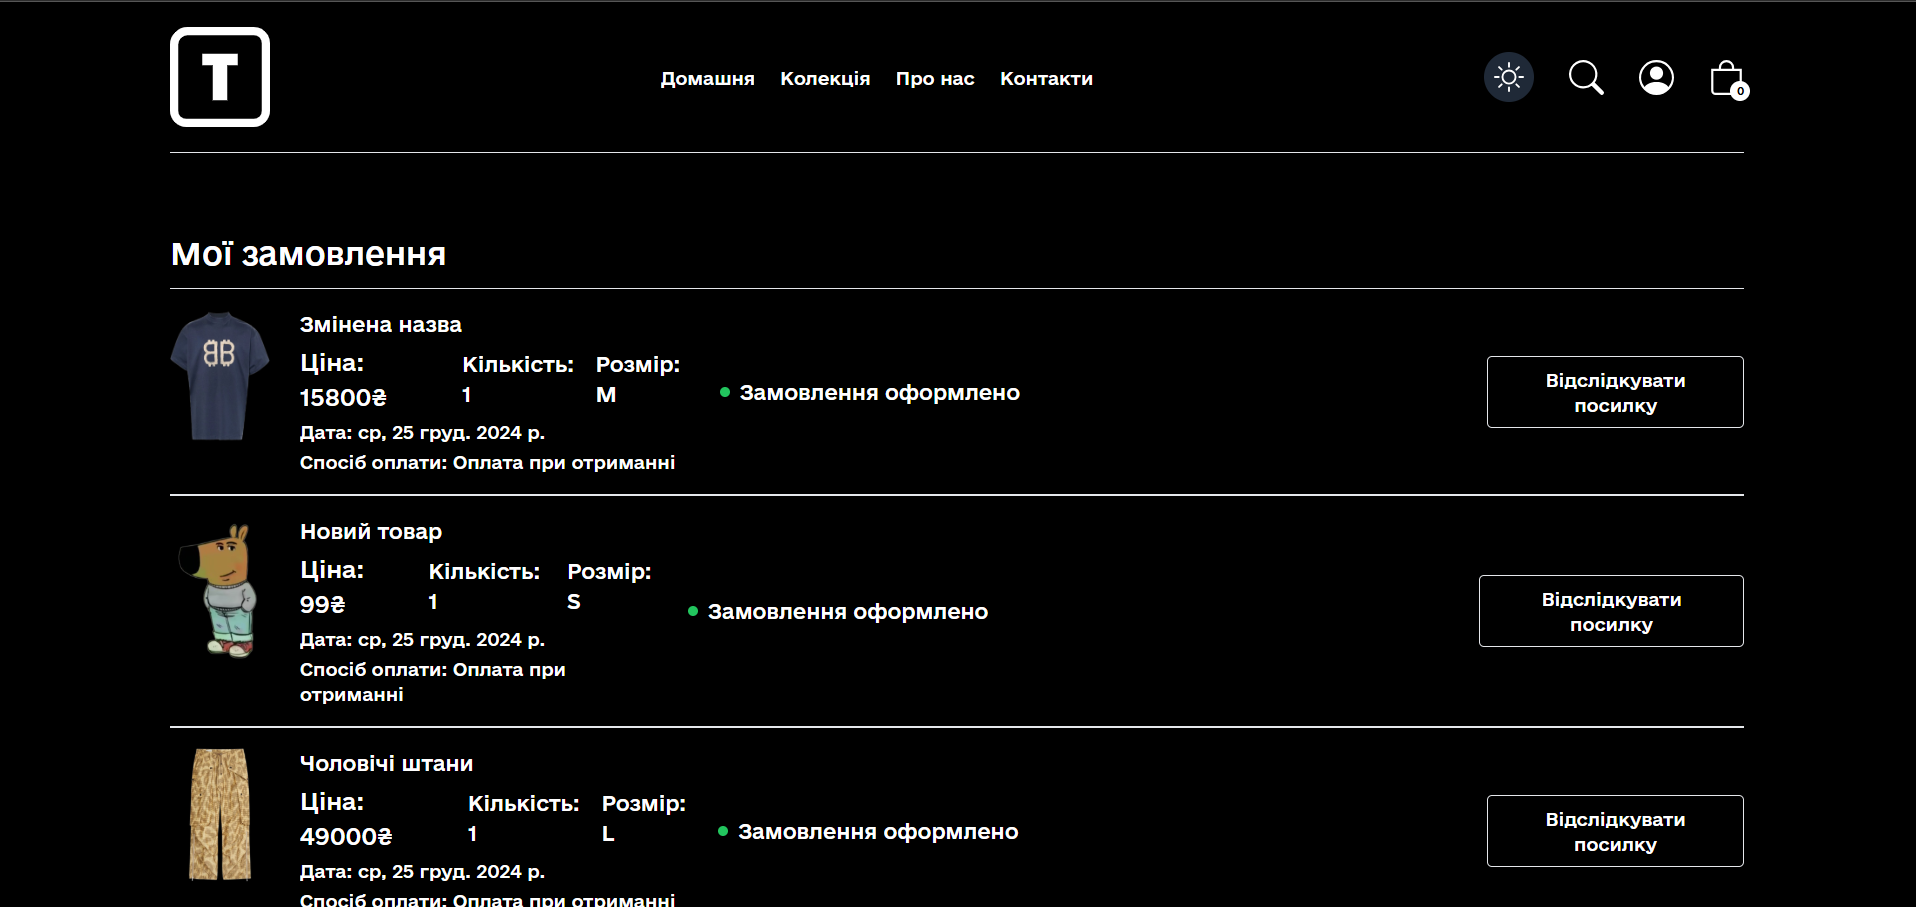 T
Домашня Колекція Про нас Контакти
0
Мої замовлення
Змінена назва
Ціна: Кількість: Розмір:
15800₴ 1 M
Замовлення оформлено
Відслідкувати
посилку
Дата: ср, 25 груд. 2024 р.
Спосіб оплати: Оплата при отриманні
Новий товар
Ціна: Кількість: Розмір:
99₴ 1 S
Замовлення оформлено
Відслідкувати
посилку
Дата: ср, 25 груд. 2024 р.
Спосіб оплати: Оплата при
отриманні
Чоловічі штани
Ціна: Кількість: Розмір:
49000₴ 1 L
Замовлення оформлено
Відслідкувати
посилку
Дата: ср, 25 груд. 2024 р.
Спосіб оплати: Оплата при отриманні